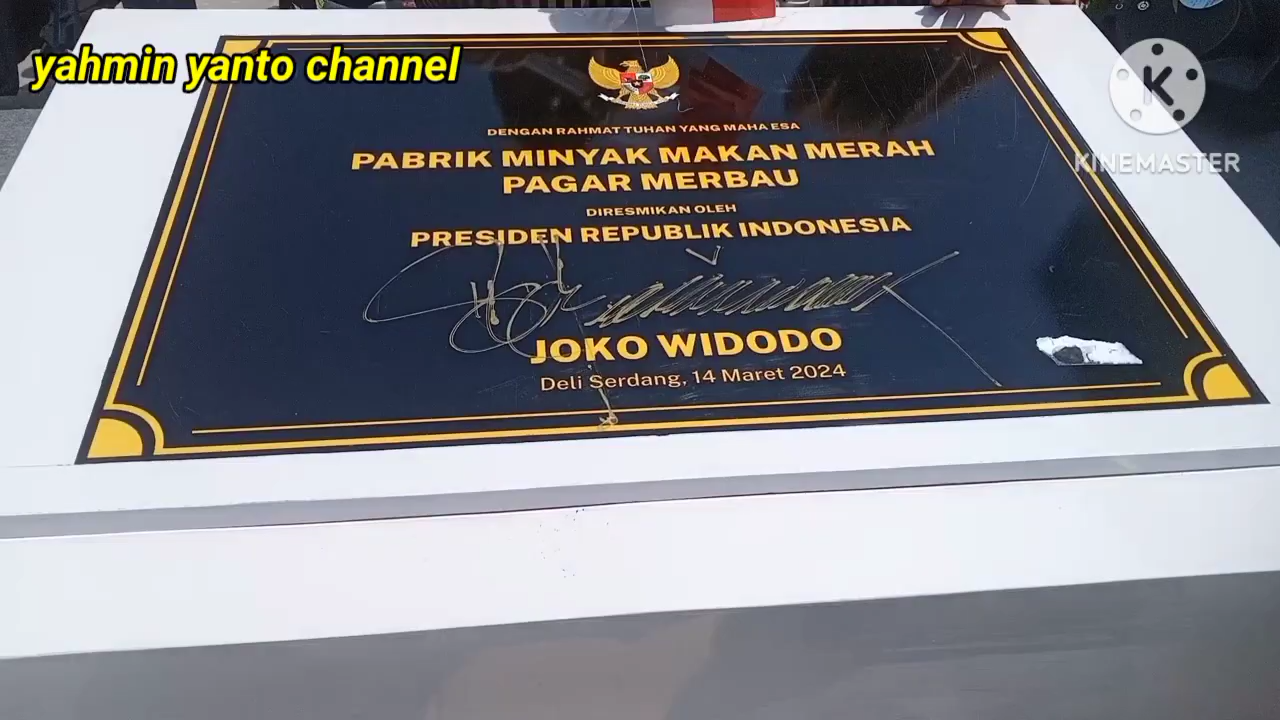 yahmin yanto channel
K
KINEMASTER
DENGAN RAHMAT TUHAN YANG MAHA ESA
PABRIK MINYAK MAKAN MERAH
PAGAR MERBAU
DIRESMIKAN OLEH
PRESIDEN REPUBLIK INDONESIA
JOKO WIDODO
Deli Serdang, 14 Maret 2024